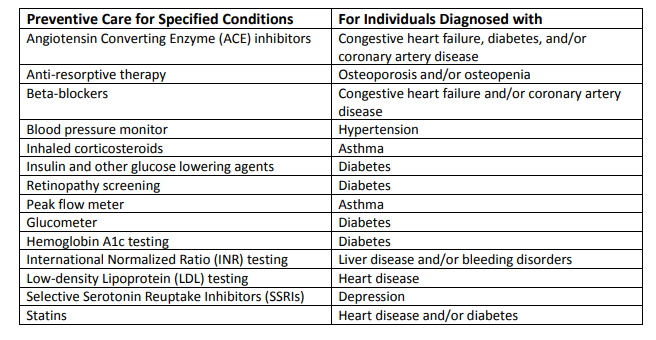 Preventive Care for Specified Conditions For Individuals Diagnosed with
Angiotensin Converting Enzyme (ACE) inhibitors Congestive heart failure, diabetes, and/or
coronary artery disease
Anti-resorptive therapy Osteoporosis and/or osteopenia
Beta-blockers Congestive heart failure and/or coronary artery
disease
Blood pressure monitor Hypertension
Inhaled corticosteroids Asthma
Insulin and other glucose lowering agents Diabetes
Retinopathy screening Diabetes
Peak flow meter Asthma
Glucometer Diabetes
Hemoglobin A1c testing Diabetes
International Normalized Ratio (INR) testing Liver disease and/or bleeding disorders
Low-density Lipoprotein (LDL) testing Heart disease
Selective Serotonin Reuptake Inhibitors (SSRIs) Depression
Statins Heart disease and/or diabetes